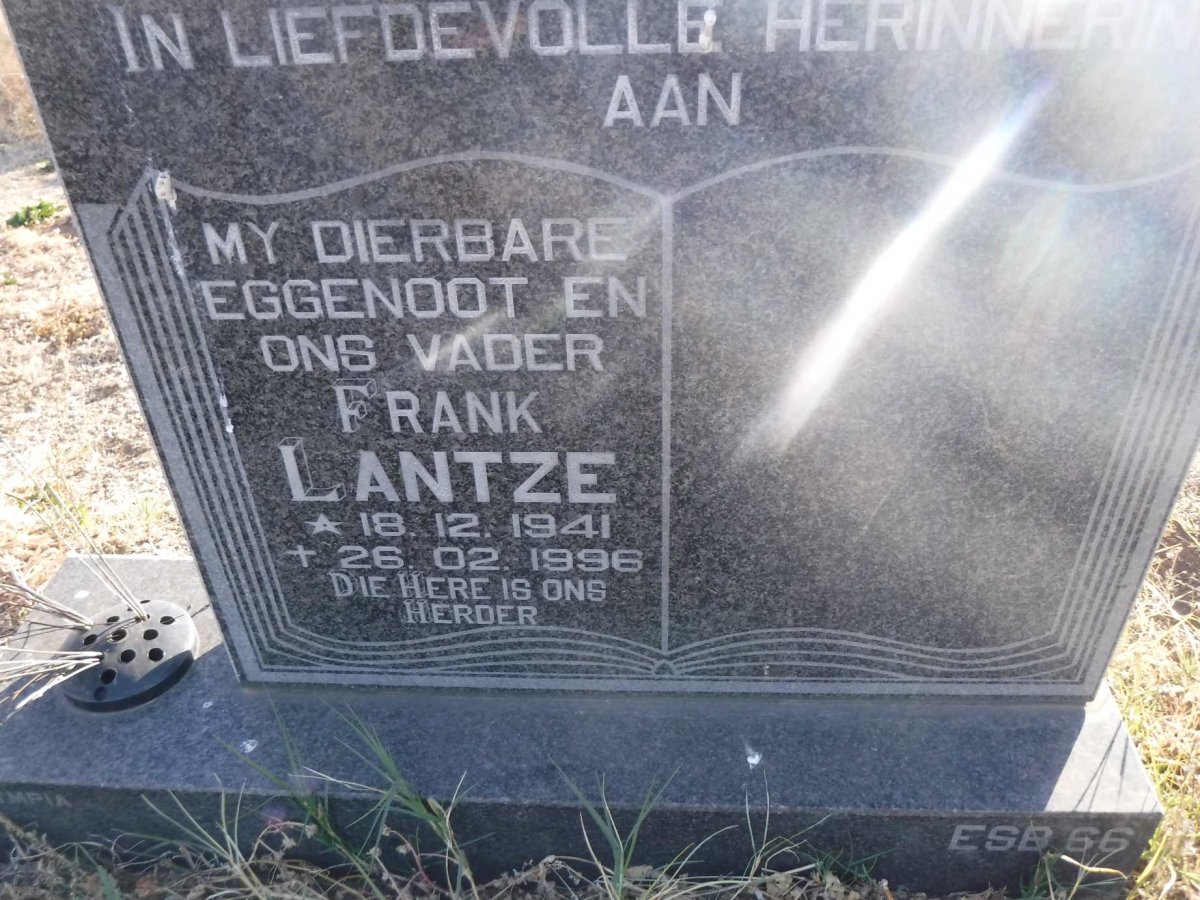 IN LIEFDEVOLLE HERINNERIN
AAN
MY DIERBARE
EGGENOOT EN
ONS VADER
FRANK
LANTZE
★ 18. 12. 1941
✝ 26. 02. 1996
DIE HERE IS ONS
HERDER
ESB 66